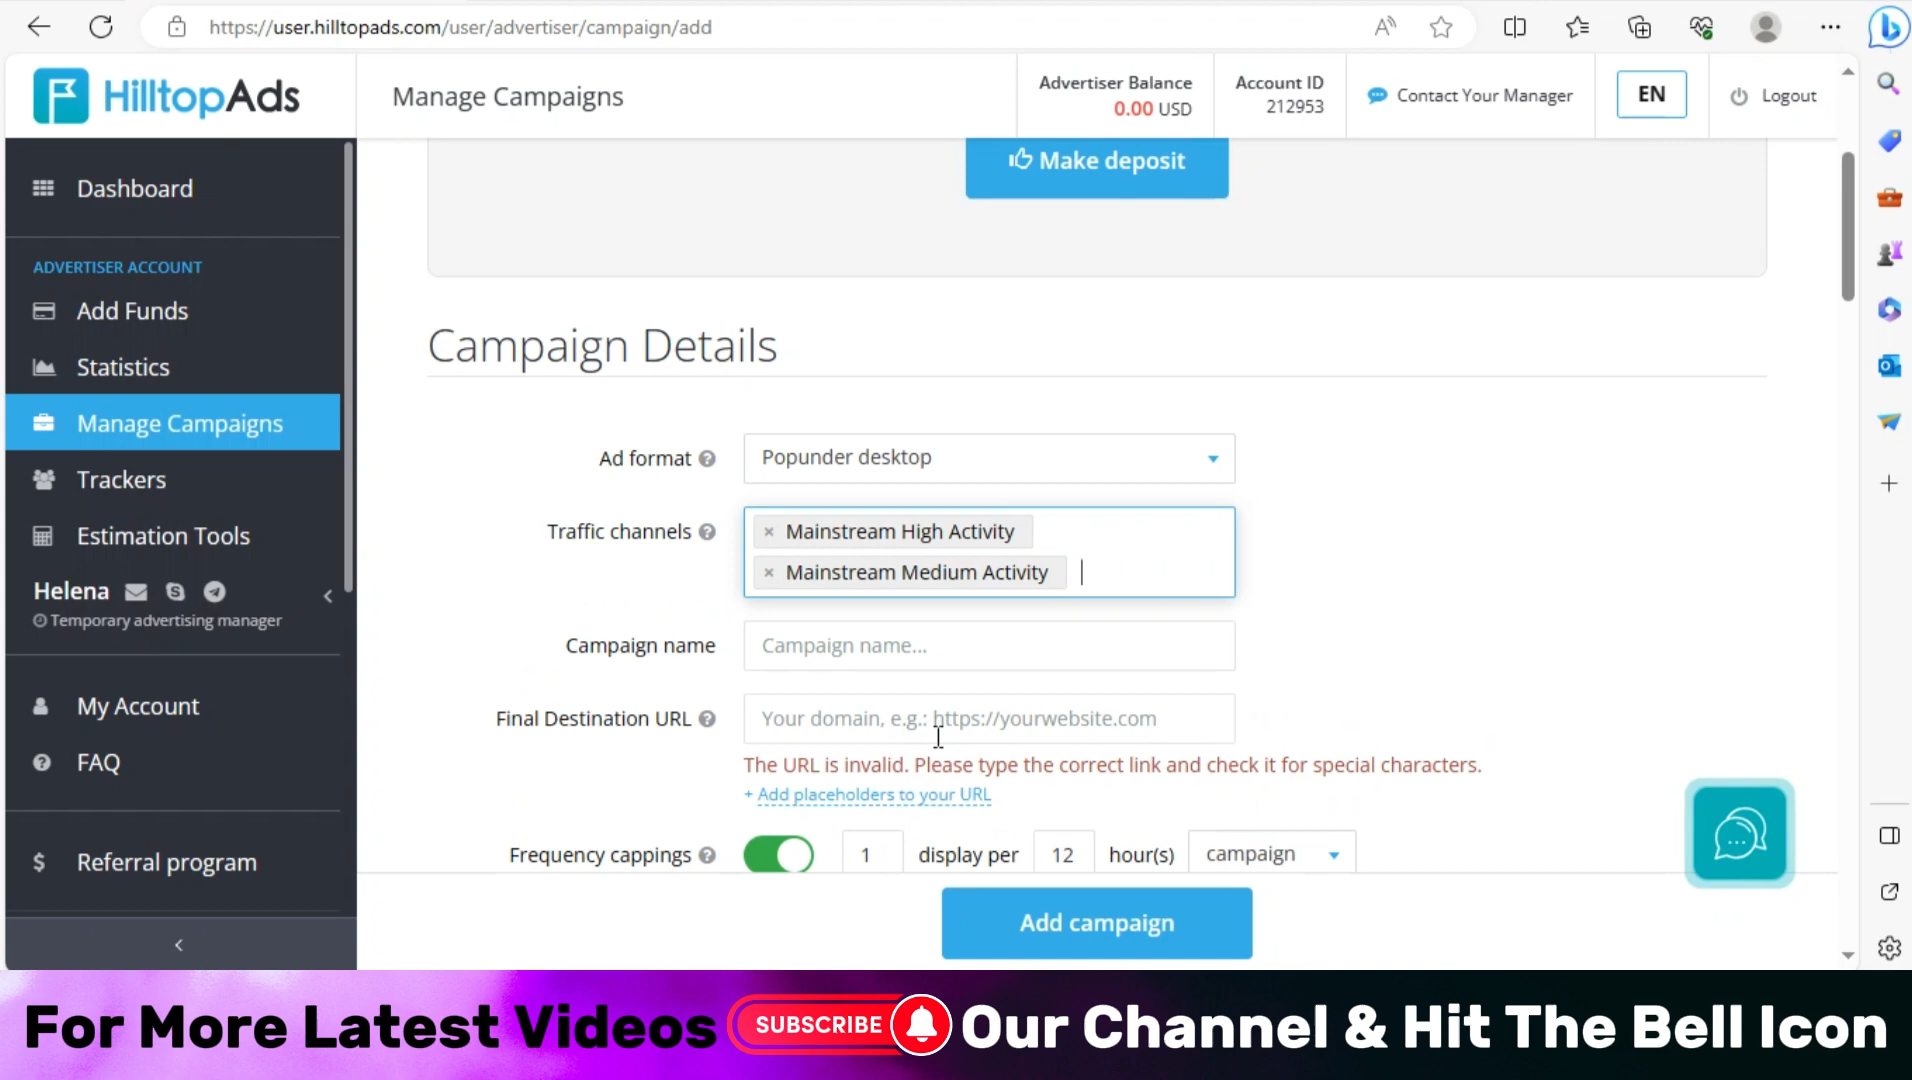 https://user.hilltopads.com/user/advertiser/campaign/add
HilltopAds
Manage Campaigns
Advertiser Balance
0.00 USD
Account ID
212953
Contact Your Manager
EN
Logout
Make deposit
Dashboard
ADVERTISER ACCOUNT
Add Funds
Statistics
Manage Campaigns
Trackers
Estimation Tools
Helena
Temporary advertising manager
My Account
FAQ
Referral program
Campaign Details
Ad format
Popunder desktop
Traffic channels
× Mainstream High Activity
× Mainstream Medium Activity
Campaign name
Campaign name...
Final Destination URL
Your domain, e.g.: https://yourwebsite.com
The URL is invalid. Please type the correct link and check it for special characters.
+ Add placeholders to your URL
Frequency cappings
1 display per 12 hour(s) campaign
Add campaign
For More Latest Videos SUBSCRIBE Our Channel & Hit The Bell Icon